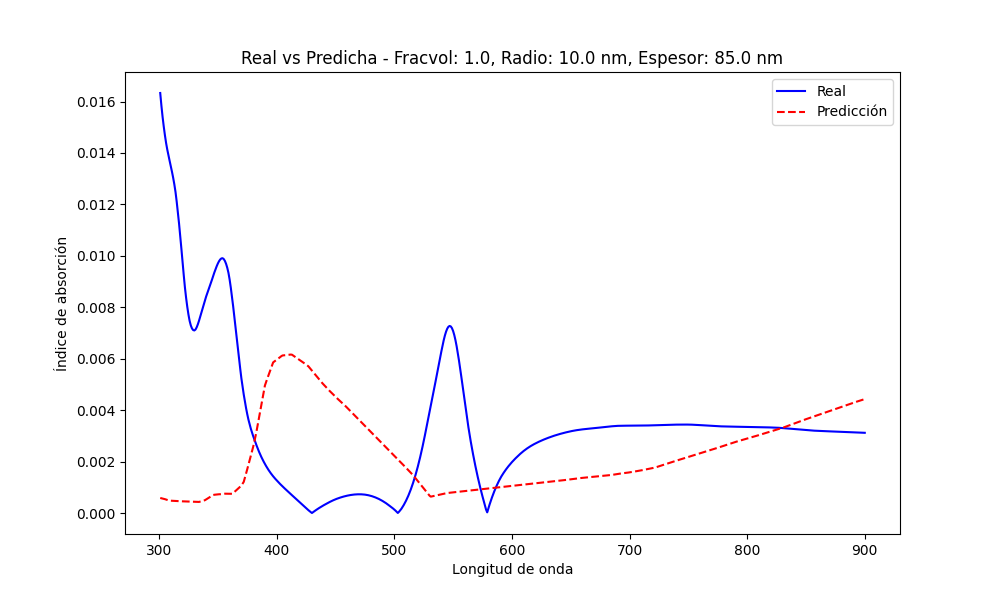 Real vs Predicha - Fracvol: 1.0, Radio: 10.0 nm, Espesor: 85.0 nm
Real
Predicción
0.016
0.014
0.012
0.010
0.008
0.006
0.004
0.002
0.000
Índice de absorción
300 400 500 600 700 800 900
Longitud de onda